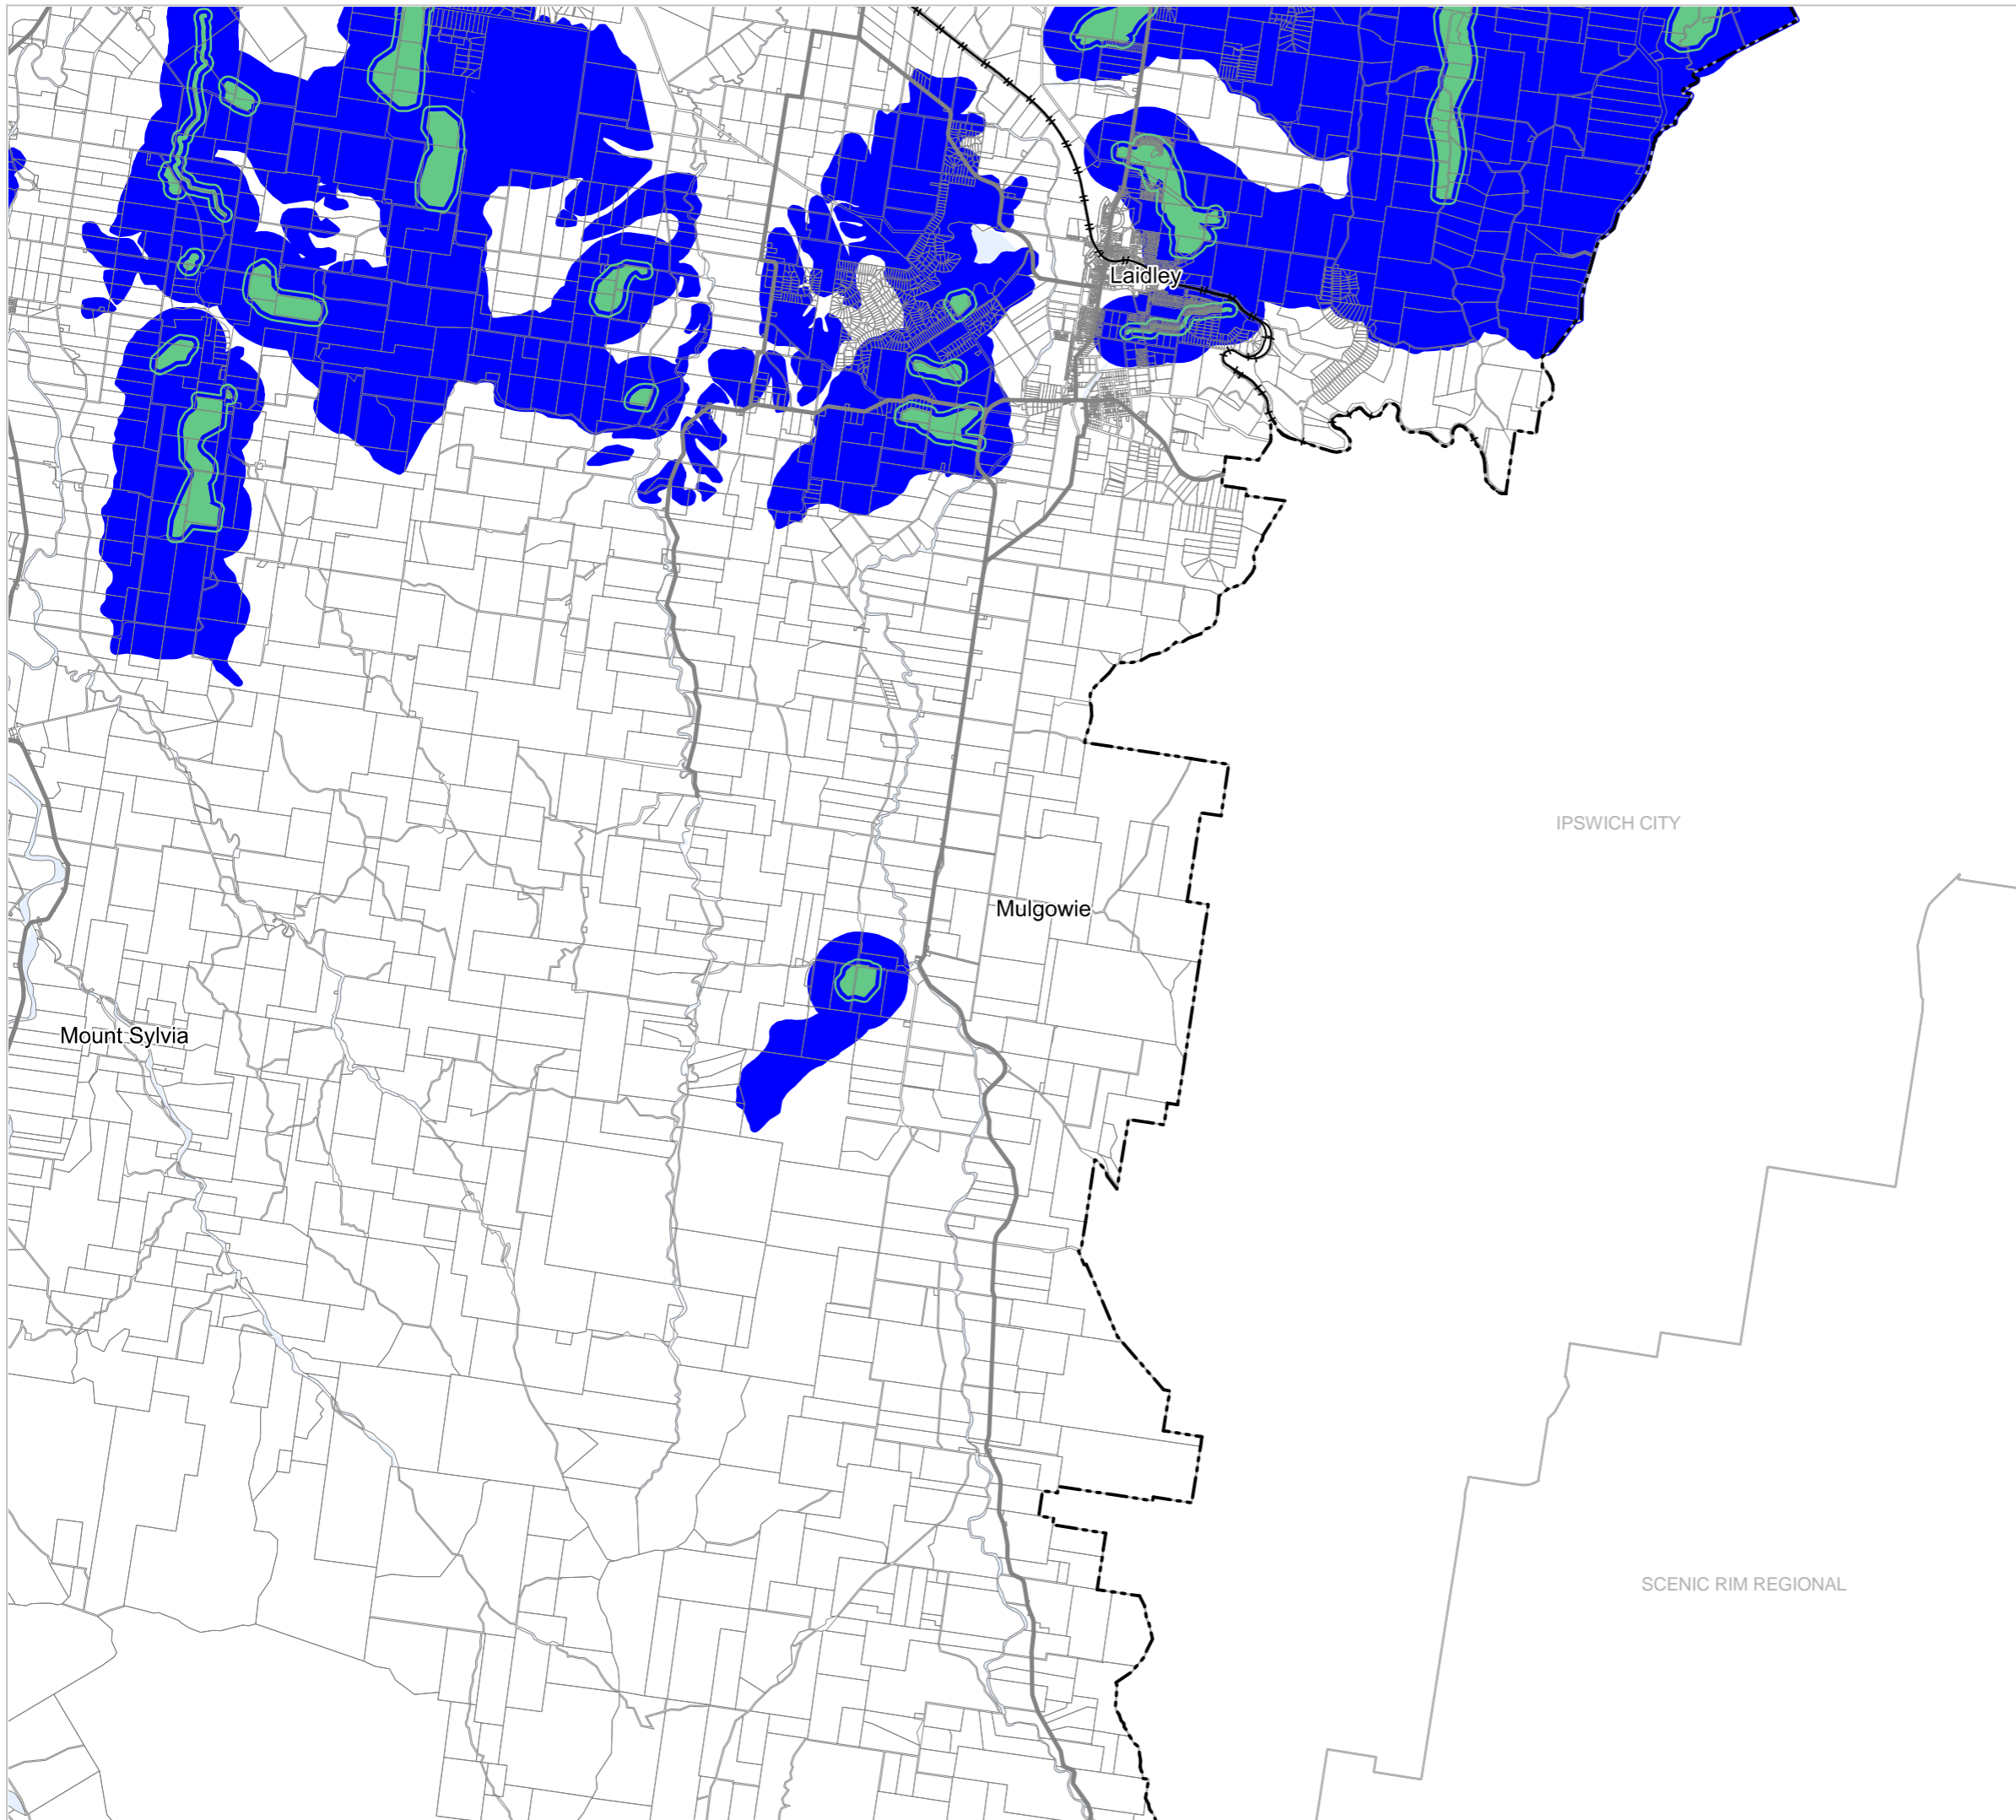 Laidley
IPSWICH CITY
Mulgowie
Mount Sylvia
SCENIC RIM REGIONAL